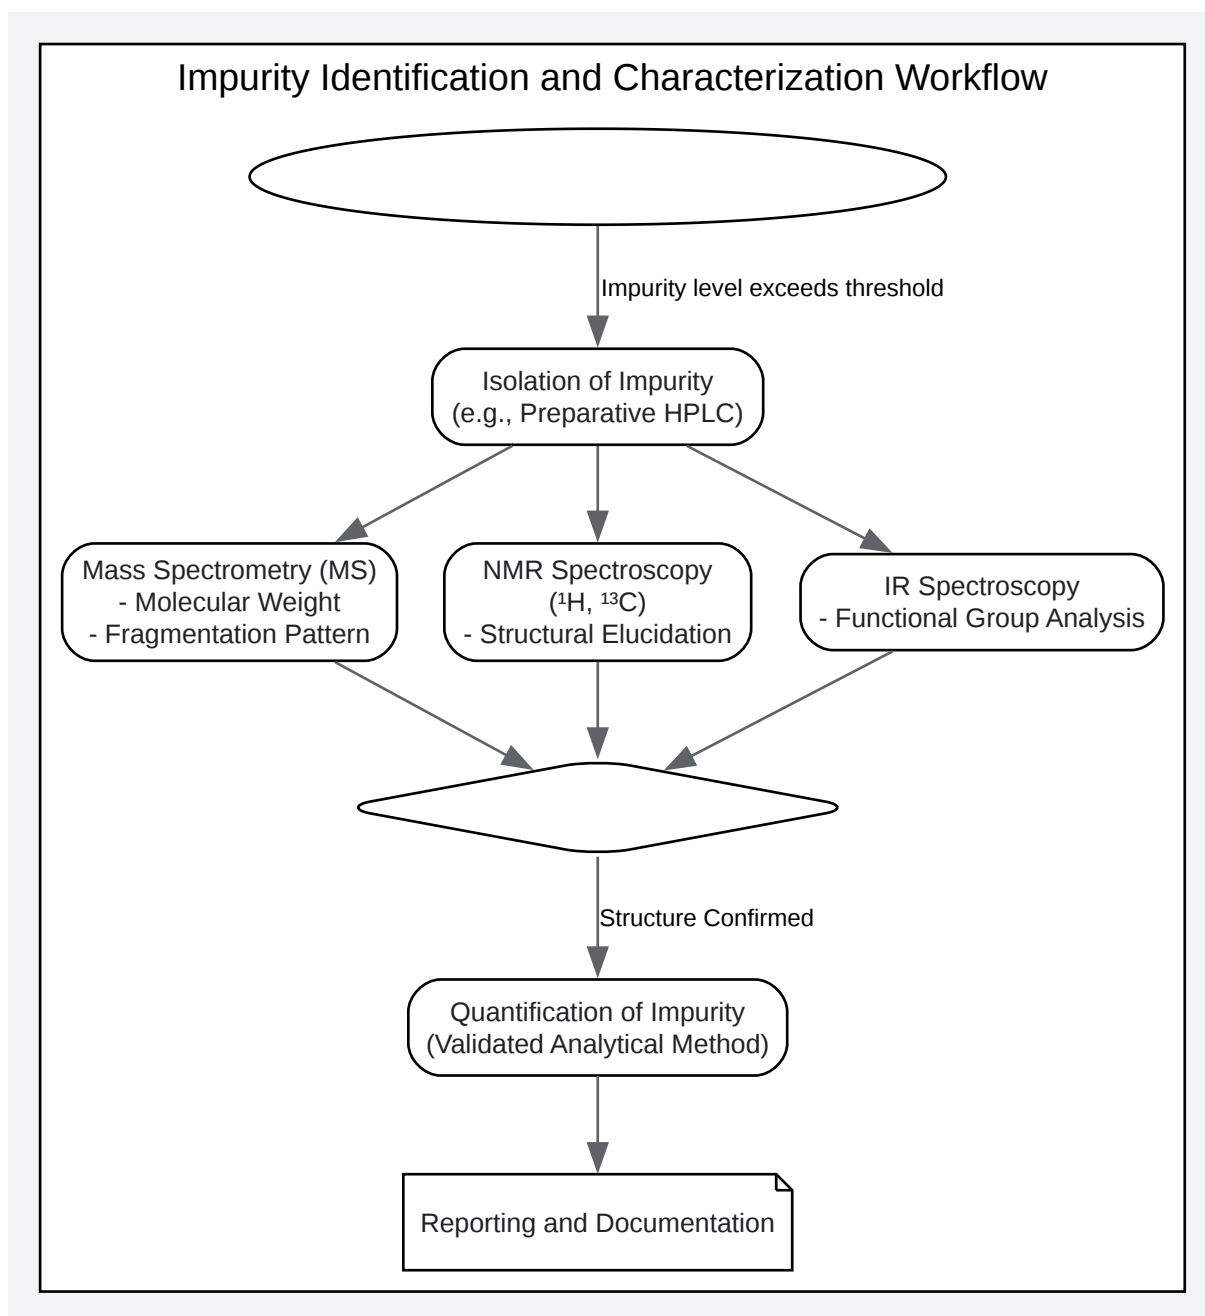 Impurity Identification and Characterization Workflow
Impurity level exceeds threshold
Isolation of Impurity
(e.g., Preparative HPLC)
Mass Spectrometry (MS)
- Molecular Weight
- Fragmentation Pattern
NMR Spectroscopy
(¹H, ¹³C)
- Structural Elucidation
IR Spectroscopy
- Functional Group Analysis
Structure Confirmed
Quantification of Impurity
(Validated Analytical Method)
Reporting and Documentation